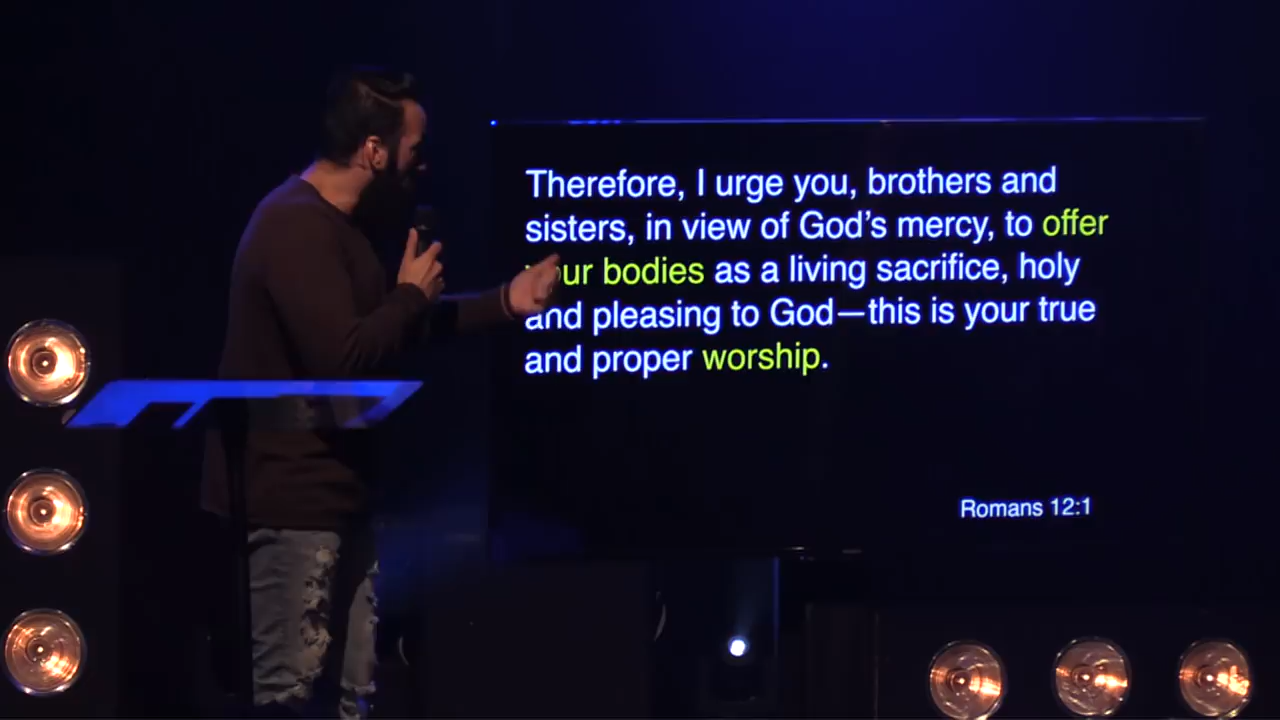 Therefore, I urge you, brothers and
sisters, in view of God's mercy, to offer
your bodies as a living sacrifice, holy
and pleasing to God—this is your true
and proper worship.
Romans 12:1